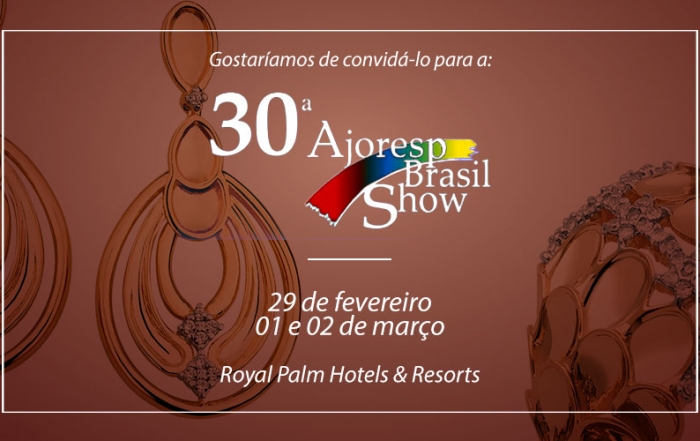 Gostaríamos de convidá-lo para a:
30ª Ajoresp
Brasil
Show
29 de fevereiro
01 e 02 de março
Royal Palm Hotels & Resorts